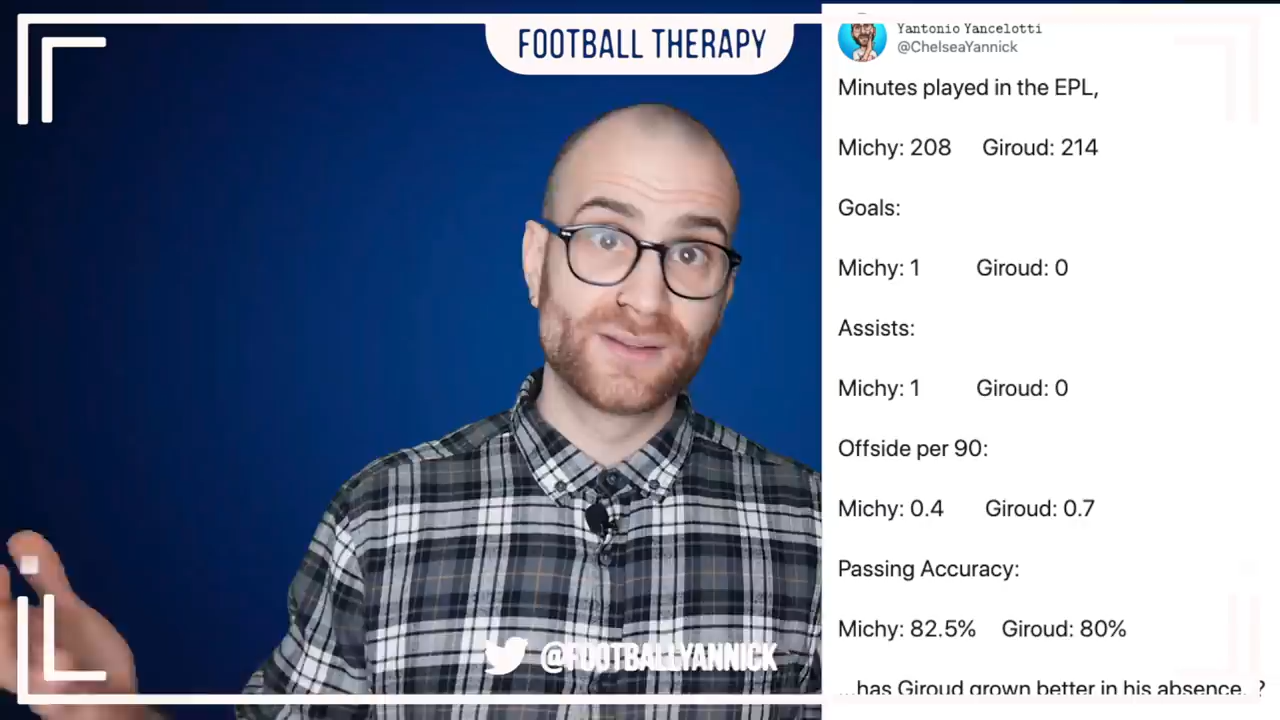 FOOTBALL THERAPY
Yantonio Yancelotti
@ChelseaYannick
Minutes played in the EPL,
Michy: 208 Giroud: 214
Goals:
Michy: 1 Giroud: 0
Assists:
Michy: 1 Giroud: 0
Offside per 90:
Michy: 0.4 Giroud: 0.7
Passing Accuracy:
Michy: 82.5% Giroud: 80%
...has Giroud grown better in his absence..?
@FOOTBALLYANNICK